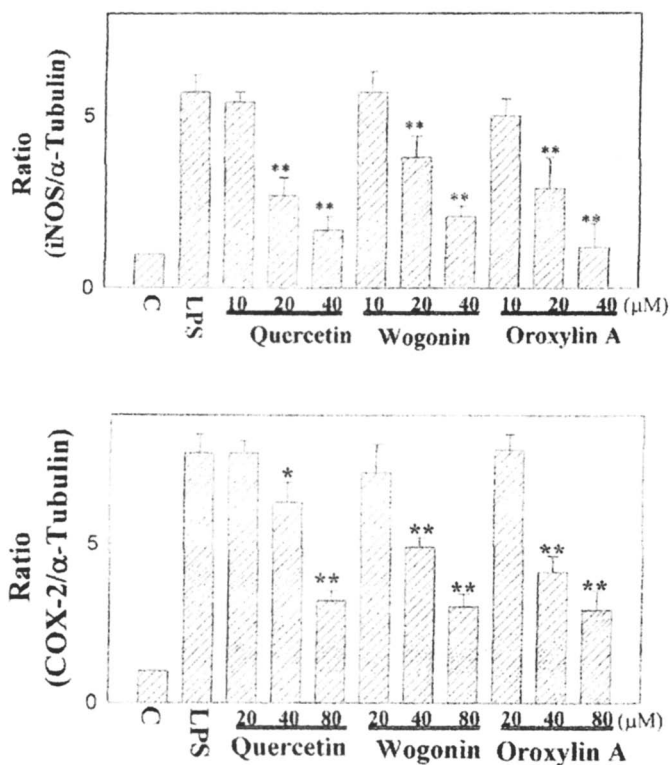 Ratio
(iNOS/α-Tubulin)
5
0
** ** ** ** ** **
C LPS 10 20 40 10 20 40 10 20 40 (μM)
Quercetin Wogonin Oroxylin A
Ratio
(COX-2/α-Tubulin)
5
0
* ** ** ** ** **
C LPS 20 40 80 20 40 80 20 40 80 (μM)
Quercetin Wogonin Oroxylin A